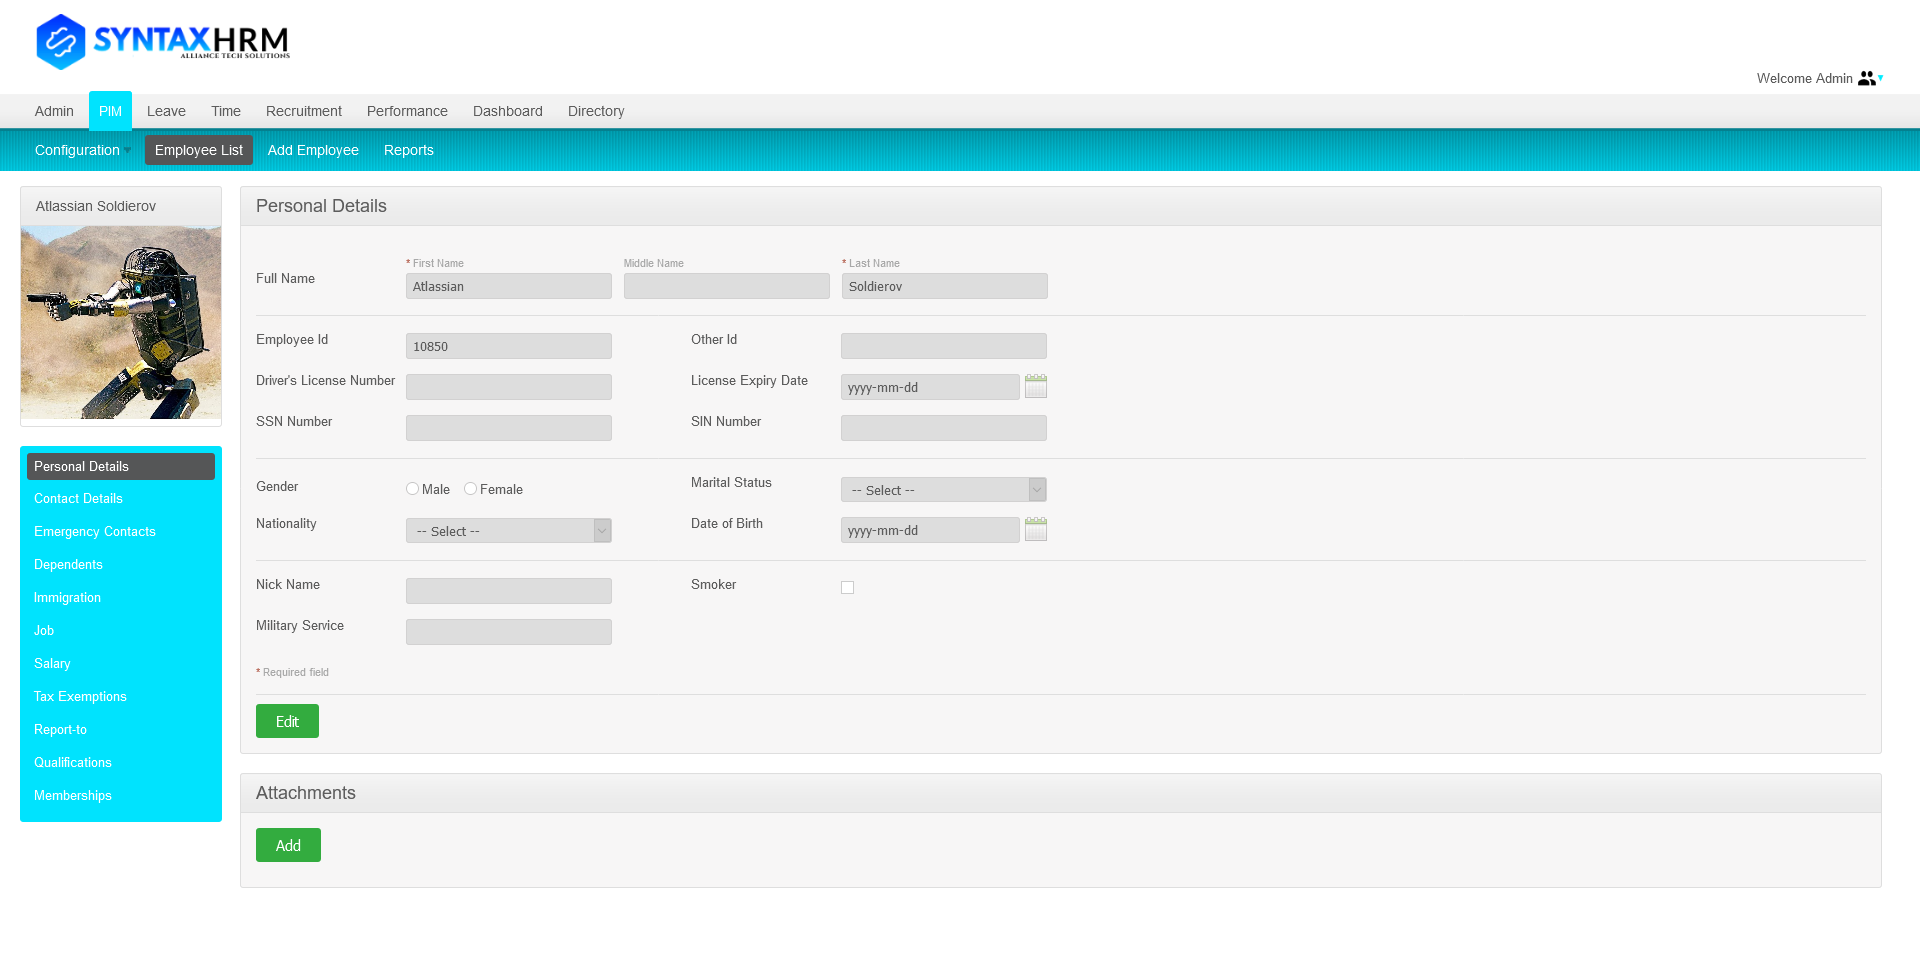 SYNTAXHRM
ALLIANCE TECH SOLUTIONS
Welcome Admin
Admin PIM Leave Time Recruitment Performance Dashboard Directory
Configuration Employee List Add Employee Reports
Atlassian Soldierov
Personal Details
Contact Details
Emergency Contacts
Dependents
Immigration
Job
Salary
Tax Exemptions
Report-to
Qualifications
Memberships
Personal Details
* First Name Middle Name * Last Name
Full Name Atlassian Soldierov
Employee Id 10850 Other Id
Driver's License Number License Expiry Date yyyy-mm-dd
SSN Number SIN Number
Gender Male Female Marital Status -- Select --
Nationality -- Select -- Date of Birth yyyy-mm-dd
Nick Name Smoker
Military Service
* Required field
Edit
Attachments
Add